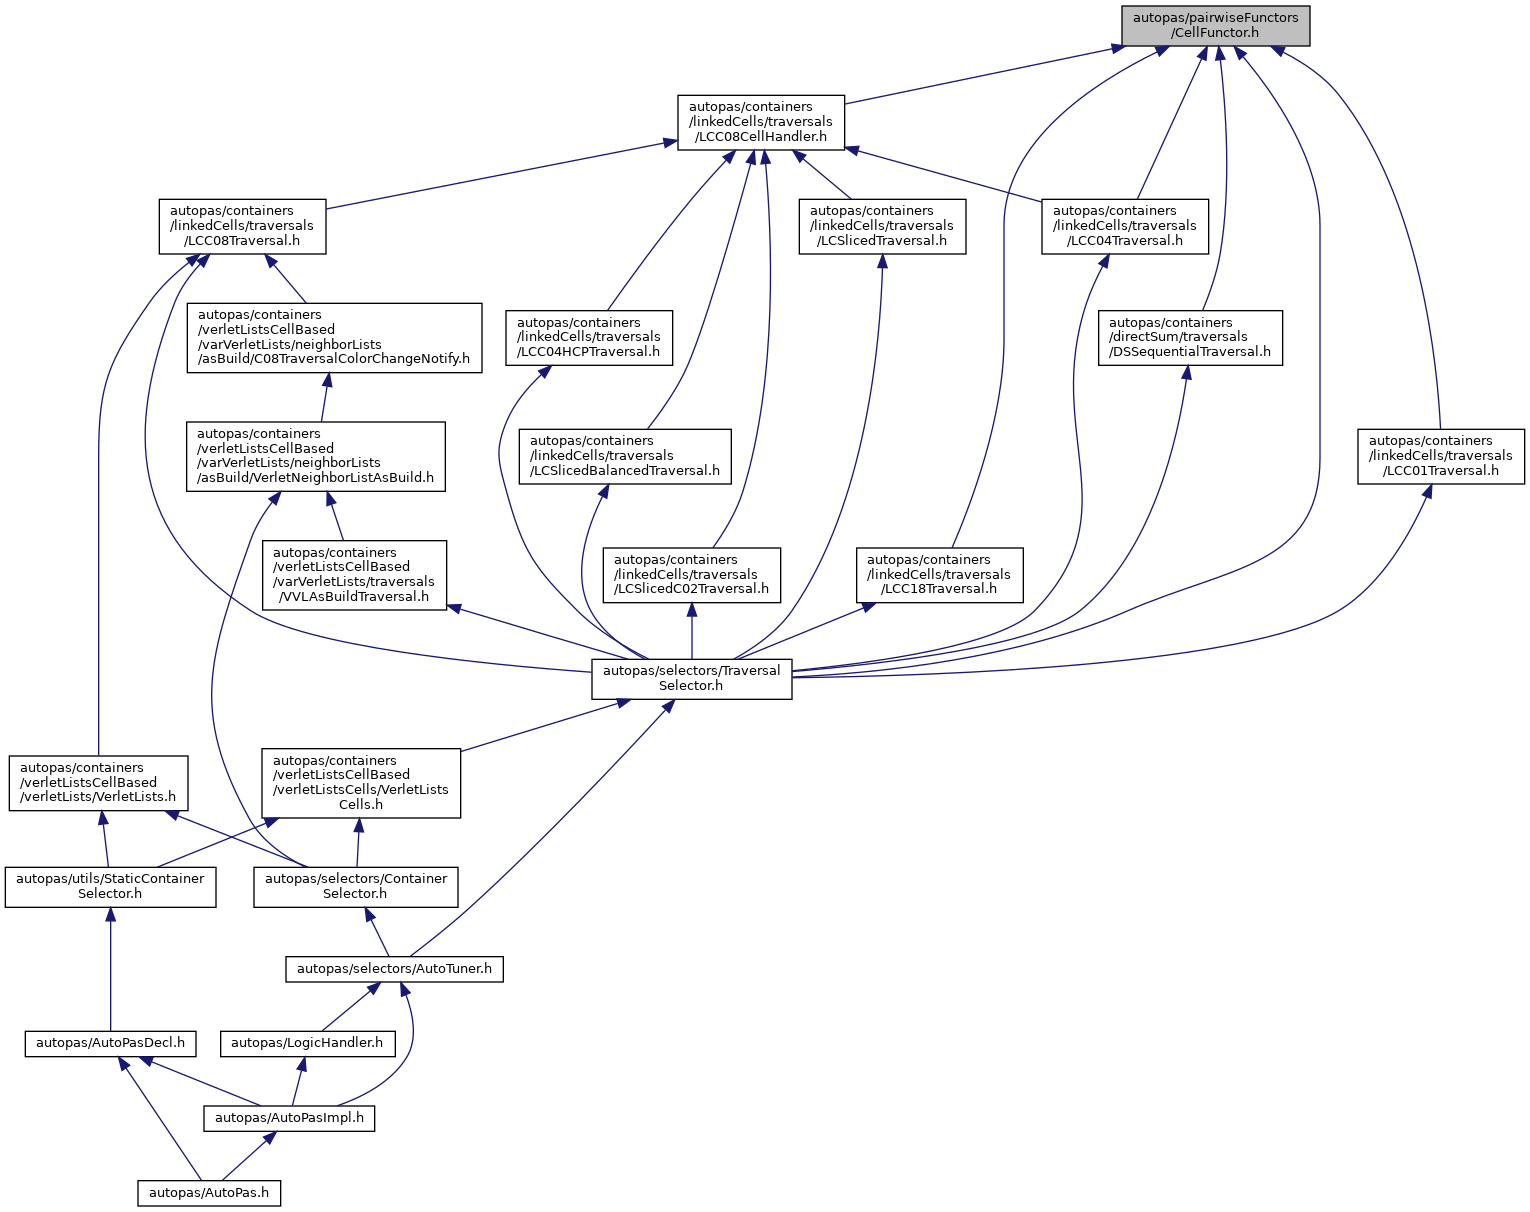 autopas/pairwiseFunctors
/CellFunctor.h
autopas/containers
/linkedCells/traversals
/LCC08CellHandler.h
autopas/containers
/linkedCells/traversals
/LCC08Traversal.h
autopas/containers
/linkedCells/traversals
/LCSlicedTraversal.h
autopas/containers
/linkedCells/traversals
/LCC04Traversal.h
autopas/containers
/verletListsCellBased
/varVerletLists/neighborLists
/asBuild/C08TraversalColorChangeNotify.h
autopas/containers
/linkedCells/traversals
/LCC04HCPTraversal.h
autopas/containers
/directSum/traversals
/DSSequentialTraversal.h
autopas/containers
/verletListsCellBased
/varVerletLists/neighborLists
/asBuild/VerletNeighborListAsBuild.h
autopas/containers
/linkedCells/traversals
/LCSlicedBalancedTraversal.h
autopas/containers
/linkedCells/traversals
/LCC01Traversal.h
autopas/containers
/verletListsCellBased
/varVerletLists/traversals
/VVLAsBuildTraversal.h
autopas/containers
/linkedCells/traversals
/LCSlicedC02Traversal.h
autopas/containers
/linkedCells/traversals
/LCC18Traversal.h
autopas/selectors/Traversal
Selector.h
autopas/containers
/verletListsCellBased
/verletLists/VerletLists.h
autopas/containers
/verletListsCellBased
/verletListsCells/VerletLists
Cells.h
autopas/utils/StaticContainer
Selector.h
autopas/selectors/Container
Selector.h
autopas/selectors/AutoTuner.h
autopas/AutoPasDecl.h
autopas/LogicHandler.h
autopas/AutoPasImpl.h
autopas/AutoPas.h